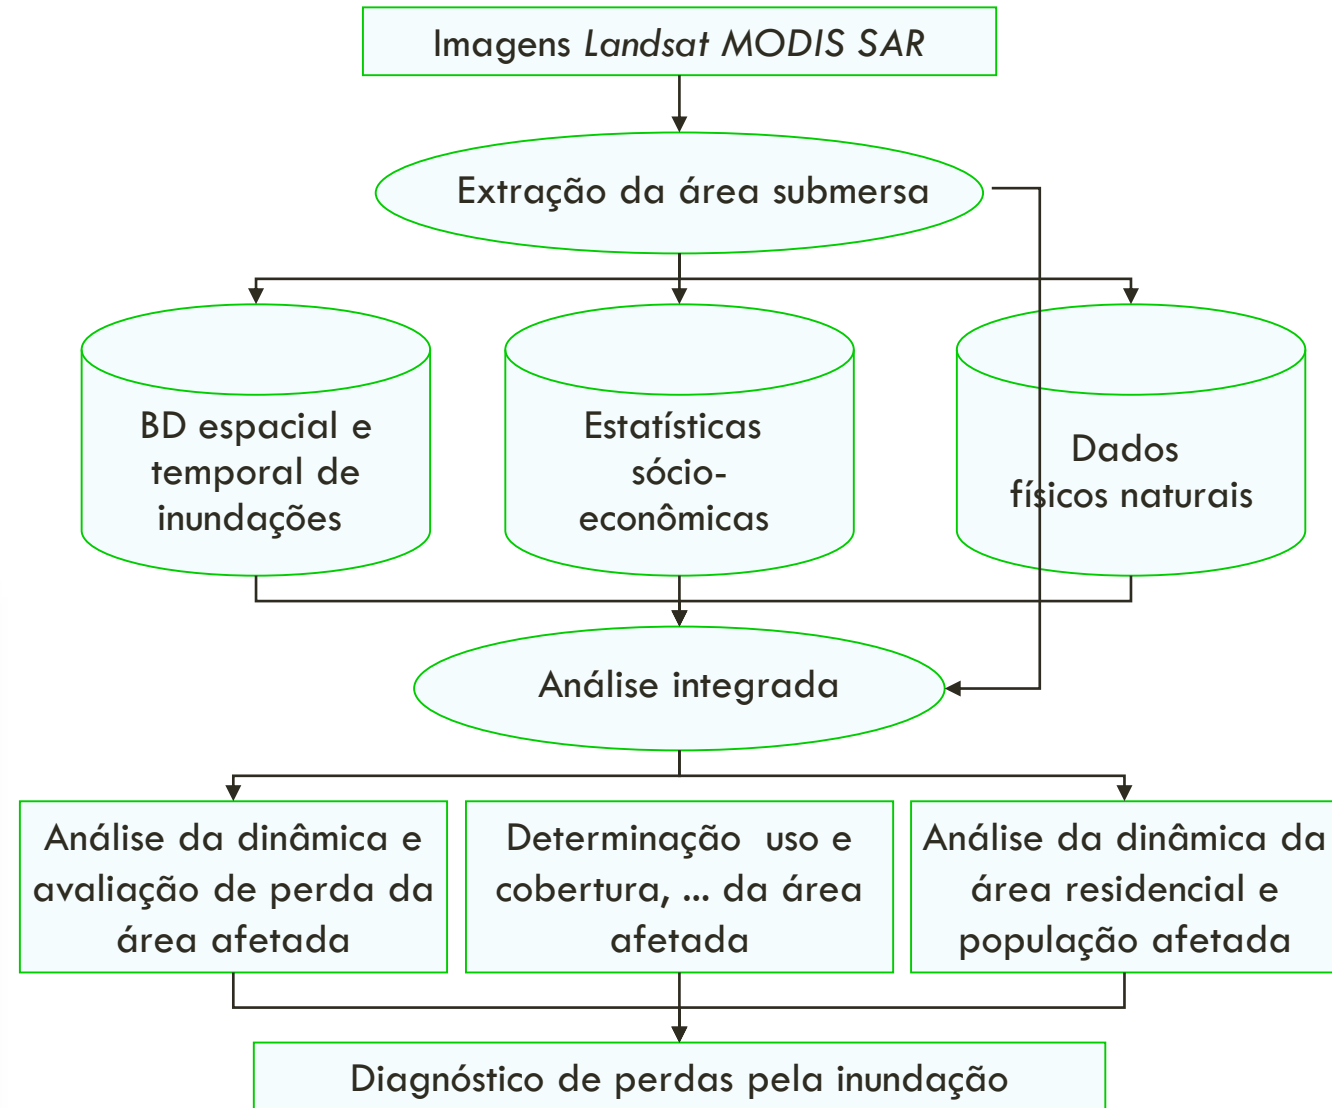 Imagens Landsat MODIS SAR
Extração da área submersa
BD espacial e
temporal de
inundações
Estatísticas
sócio-
econômicas
Dados
físicos naturais
Análise integrada
Análise da dinâmica e
avaliação de perda da
área afetada
Determinação uso e
cobertura, ... da área
afetada
Análise da dinâmica da
área residencial e
população afetada
Diagnóstico de perdas pela inundação